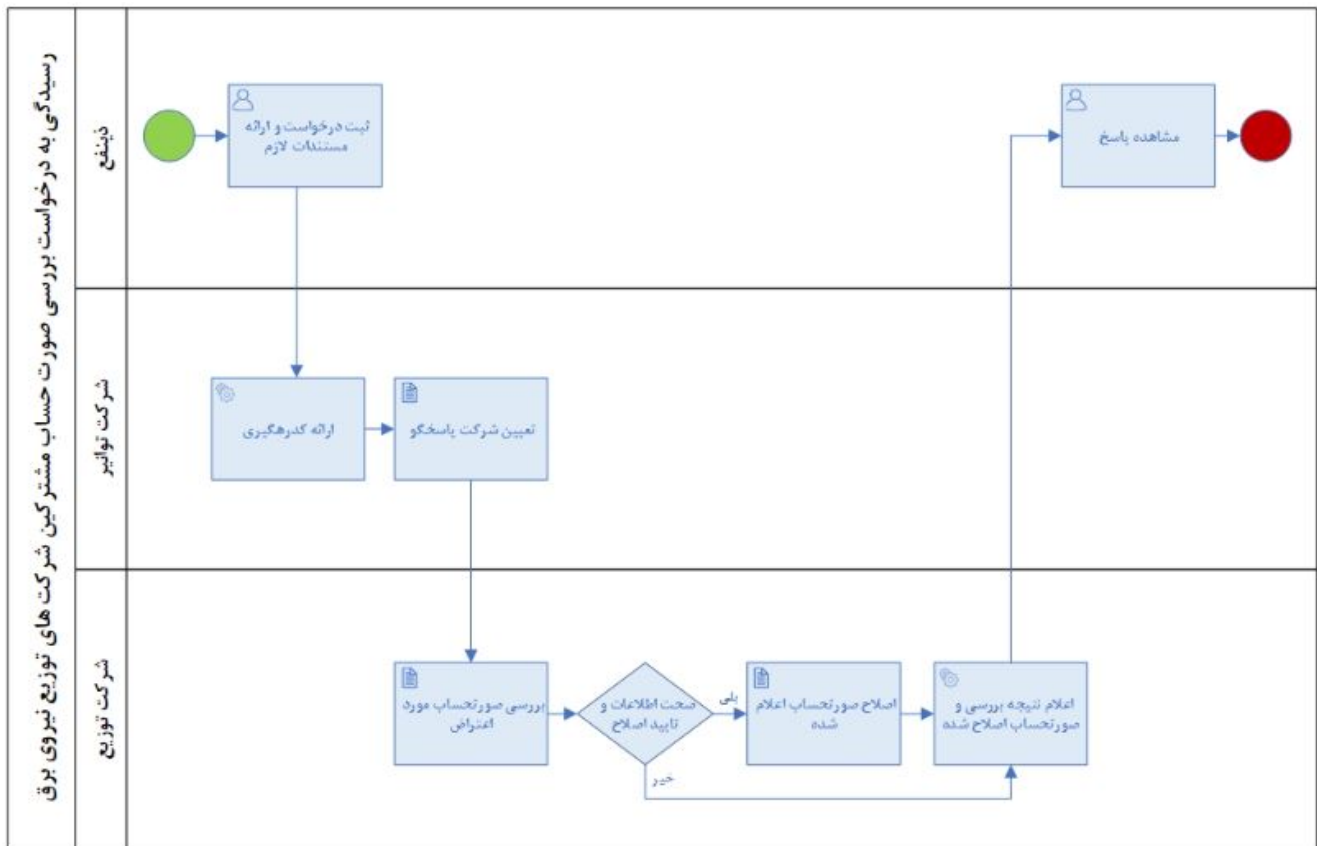 رسیدگی به درخواست بررسی صورت حساب مشترکین شرکت های توزیع نیروی برق
ذینفع
ثبت درخواست و ارائه
مستندات لازم
مشاهده پاسخ
شرکت توانیر
ارائه کدرهگیری
تعیین شرکت پاسخگو
شرکت توزیع
بررسی صورتحساب مورد
اعتراض
صحت اطلاعات و
تایید اصلاح
بلی
خیر
اصلاح صورتحساب اعلام
شده
اعلام نتیجه بررسی و
صورتحساب اصلاح شده